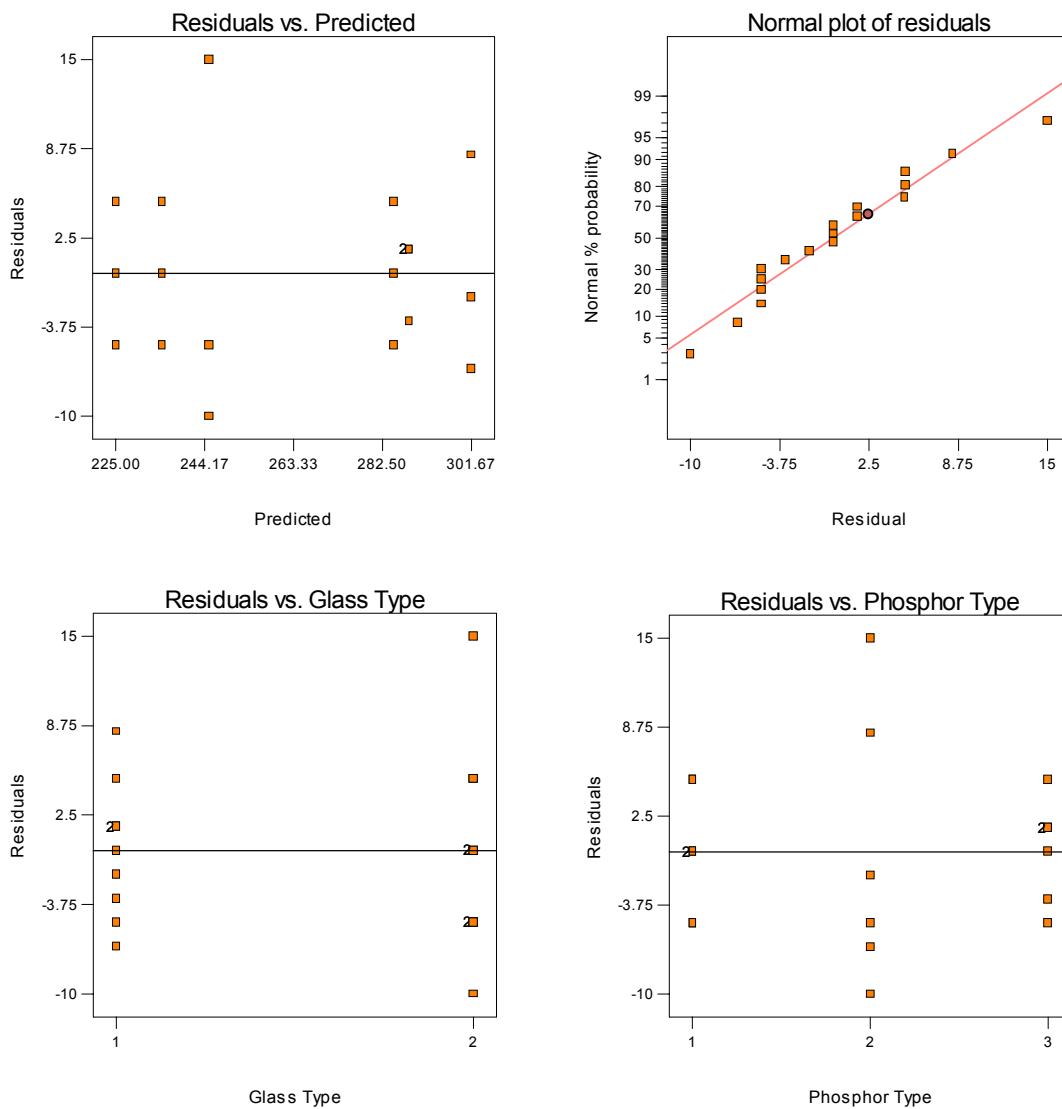 Residuals vs. Predicted
Residuals
15
8.75
2.5
-3.75
-10
2
225.00 244.17 263.33 282.50 301.67
Predicted
Normal plot of residuals
Normal % probability
99
95
90
80
70
50
30
20
10
5
1
-10 -3.75 2.5 8.75 15
Residual
Residuals vs. Glass Type
Residuals
15
8.75
2.5
-3.75
-10
2
2
2
1 2
Glass Type
Residuals vs. Phosphor Type
Residuals
15
8.75
2.5
-3.75
-10
2
2
1 2 3
Phosphor Type